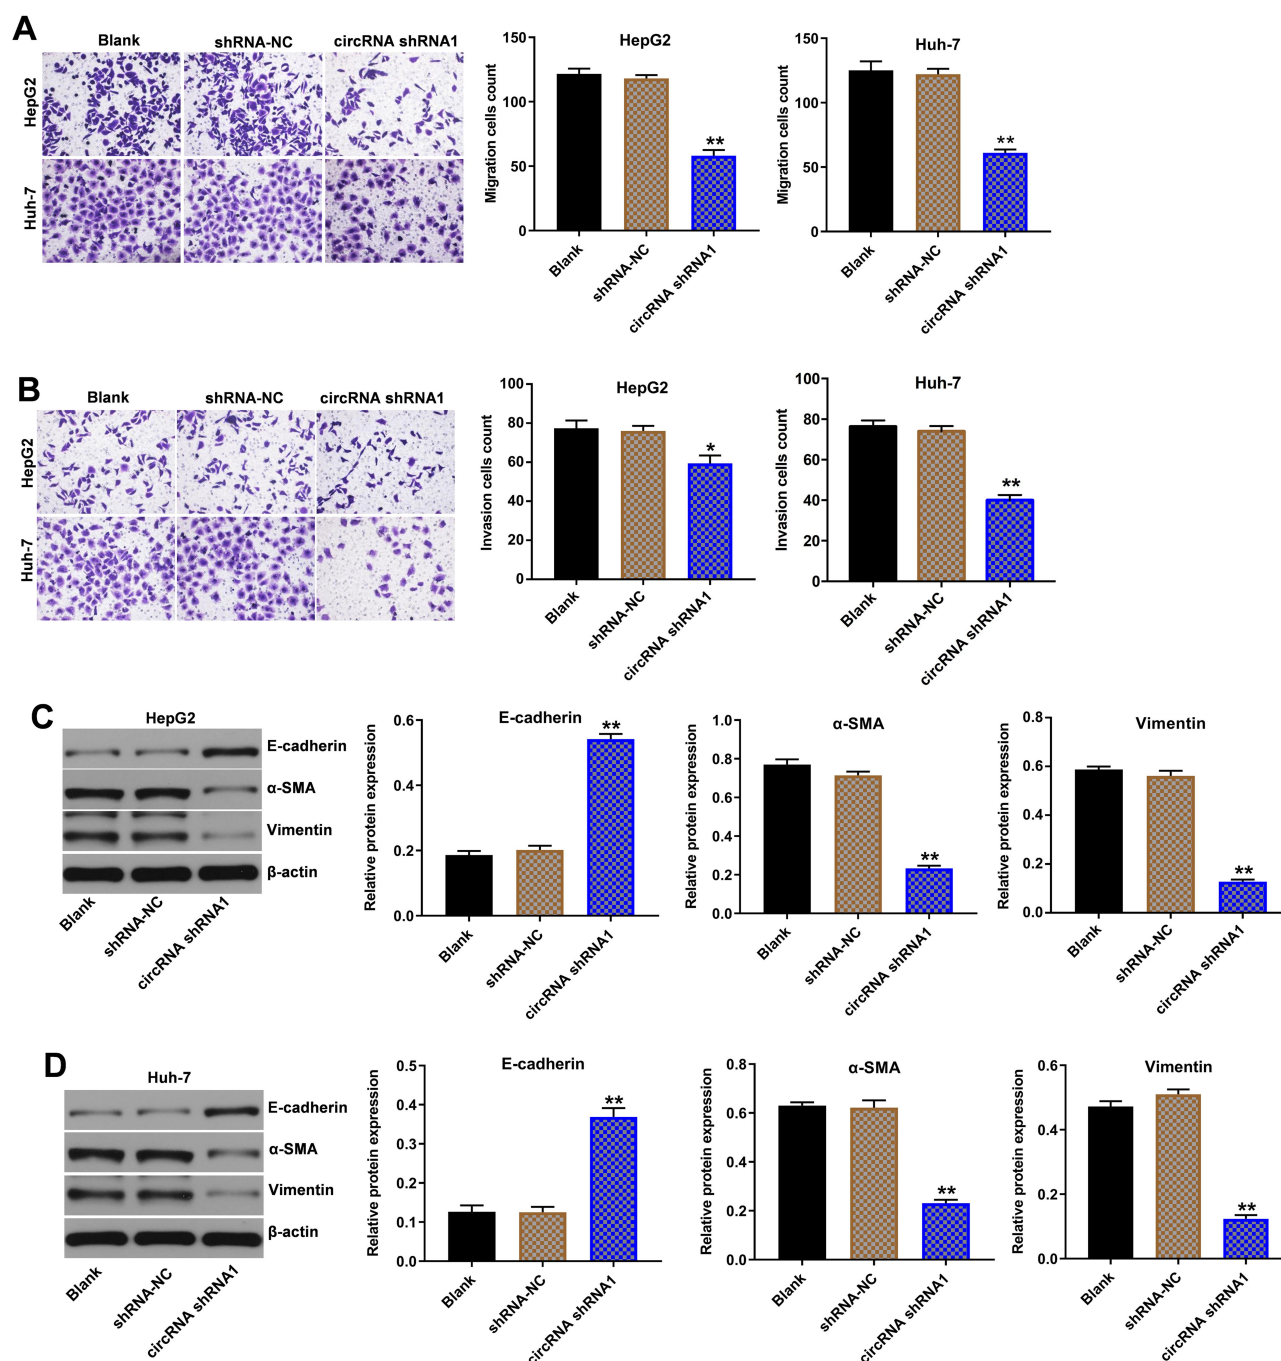 A
Blank shRNA-NC circRNA shRNA1
HepG2
Huh-7
HepG2
Migration cells count
150
100
50
0
**
Blank
shRNA-NC
circRNA shRNA1
Huh-7
Migration cells count
150
100
50
0
**
Blank
shRNA-NC
circRNA shRNA1
B
Blank shRNA-NC circRNA shRNA1
HepG2
Huh-7
HepG2
Invasion cells count
100
80
60
40
20
0
*
Blank
shRNA-NC
circRNA shRNA1
Huh-7
Invasion cells count
100
80
60
40
20
0
**
Blank
shRNA-NC
circRNA shRNA1
C
HepG2
E-cadherin
α-SMA
Vimentin
β-actin
Blank
shRNA-NC
circRNA shRNA1
E-cadherin
Relative protein expression
0.6
0.4
0.2
0.0
**
Blank
shRNA-NC
circRNA shRNA1
α-SMA
Relative protein expression
1.0
0.8
0.6
0.4
0.2
0.0
**
Blank
shRNA-NC
circRNA shRNA1
Vimentin
Relative protein expression
0.8
0.6
0.4
0.2
0.0
**
Blank
shRNA-NC
circRNA shRNA1
D
Huh-7
E-cadherin
α-SMA
Vimentin
β-actin
Blank
shRNA-NC
circRNA shRNA1
E-cadherin
Relative protein expression
0.5
0.4
0.3
0.2
0.1
0.0
**
Blank
shRNA-NC
circRNA shRNA1
α-SMA
Relative protein expression
0.8
0.6
0.4
0.2
0.0
**
Blank
shRNA-NC
circRNA shRNA1
Vimentin
Relative protein expression
0.6
0.4
0.2
0.0
**
Blank
shRNA-NC
circRNA shRNA1